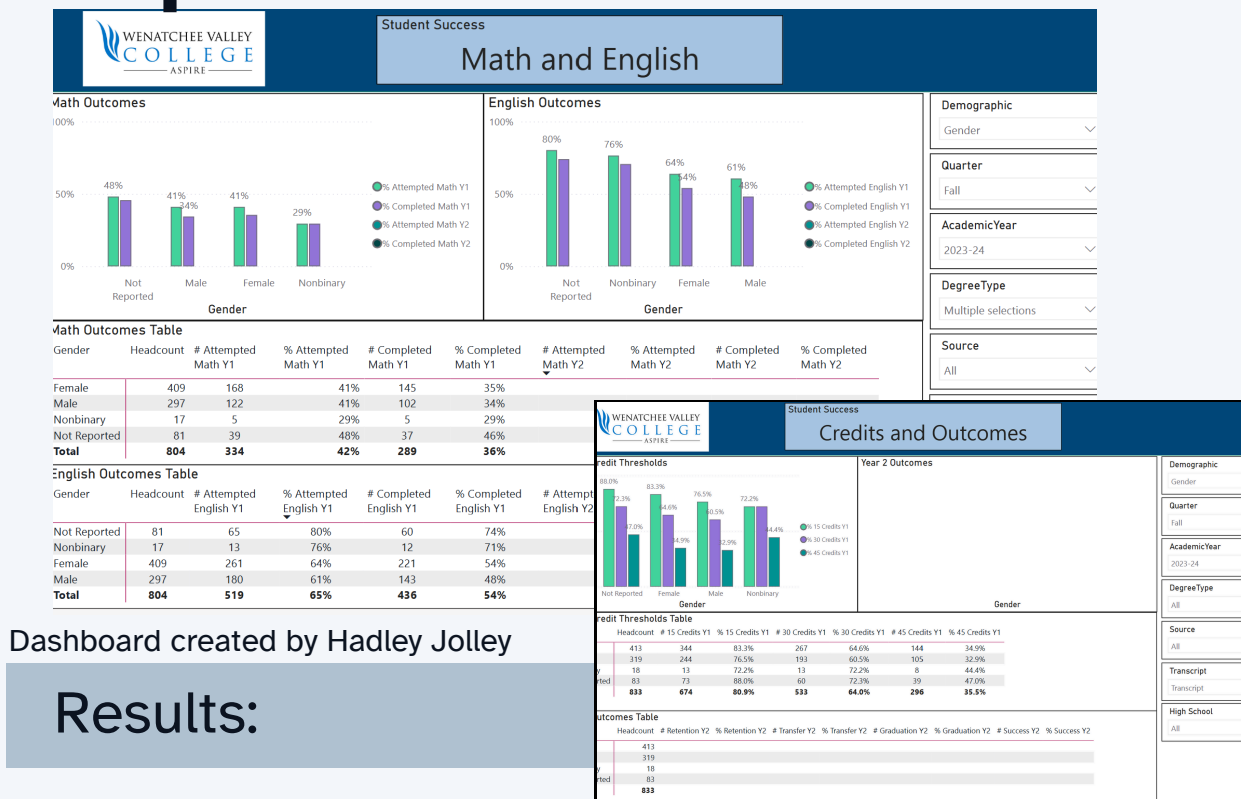 WENATCHEE VALLEY
COLLEGE
ASPIRE
Student Success
Math and English
Math Outcomes
100%
50%
0%
48%
41%
34%
41%
29%
% Attempted Math Y1
% Completed Math Y1
% Attempted Math Y2
% Completed Math Y2
Not Reported
Male
Female
Nonbinary
Gender
English Outcomes
100%
50%
0%
80%
76%
64%
54%
61%
48%
% Attempted English Y1
% Completed English Y1
% Attempted English Y2
% Completed English Y2
Not Reported
Nonbinary
Female
Male
Gender
Demographic
Gender
Quarter
Fall
AcademicYear
2023-24
DegreeType
Multiple selections
Source
All
Math Outcomes Table
Gender Headcount # Attempted Math Y1 % Attempted Math Y1 # Completed Math Y1 % Completed Math Y1 # Attempted Math Y2 % Attempted Math Y2 # Completed Math Y2 % Completed Math Y2
Female 409 168 41% 145 35%
Male 297 122 41% 102 34%
Nonbinary 17 5 29% 5 29%
Not Reported 81 39 48% 37 46%
Total 804 334 42% 289 36%
English Outcomes Table
Gender Headcount # Attempted English Y1 % Attempted English Y1 # Completed English Y1 % Completed English Y1 # Attempt English Y2
Not Reported 81 65 80% 60 74%
Nonbinary 17 13 76% 12 71%
Female 409 261 64% 221 54%
Male 297 180 61% 143 48%
Total 804 519 65% 436 54%
Dashboard created by Hadley Jolley
Results:
WENATCHEE VALLEY
COLLEGE
ASPIRE
Student Success
Credits and Outcomes
redit Thresholds
88.0%
72.3%
47.0%
83.3%
64.6%
34.9%
76.5%
60.5%
32.9%
72.2%
44.4%
% 15 Credits Y1
% 30 Credits Y1
% 45 Credits Y1
Not Reported
Female
Male
Nonbinary
Gender
Year 2 Outcomes
Gender
Demographic
Gender
Quarter
Fall
AcademicYear
2023-24
DegreeType
All
Source
All
Transcript
Transcript
High School
All
redit Thresholds Table
Headcount # 15 Credits Y1 % 15 Credits Y1 # 30 Credits Y1 % 30 Credits Y1 # 45 Credits Y1 % 45 Credits Y1
413 344 83.3% 267 64.6% 144 34.9%
319 244 76.5% 193 60.5% 105 32.9%
y 18 13 72.2% 13 72.2% 8 44.4%
rted 83 73 88.0% 60 72.3% 39 47.0%
833 674 80.9% 533 64.0% 296 35.5%
utcomes Table
Headcount # Retention Y2 % Retention Y2 # Transfer Y2 % Transfer Y2 # Graduation Y2 % Graduation Y2 # Success Y2 % Success Y2
413
319
y 18
rted 83
833